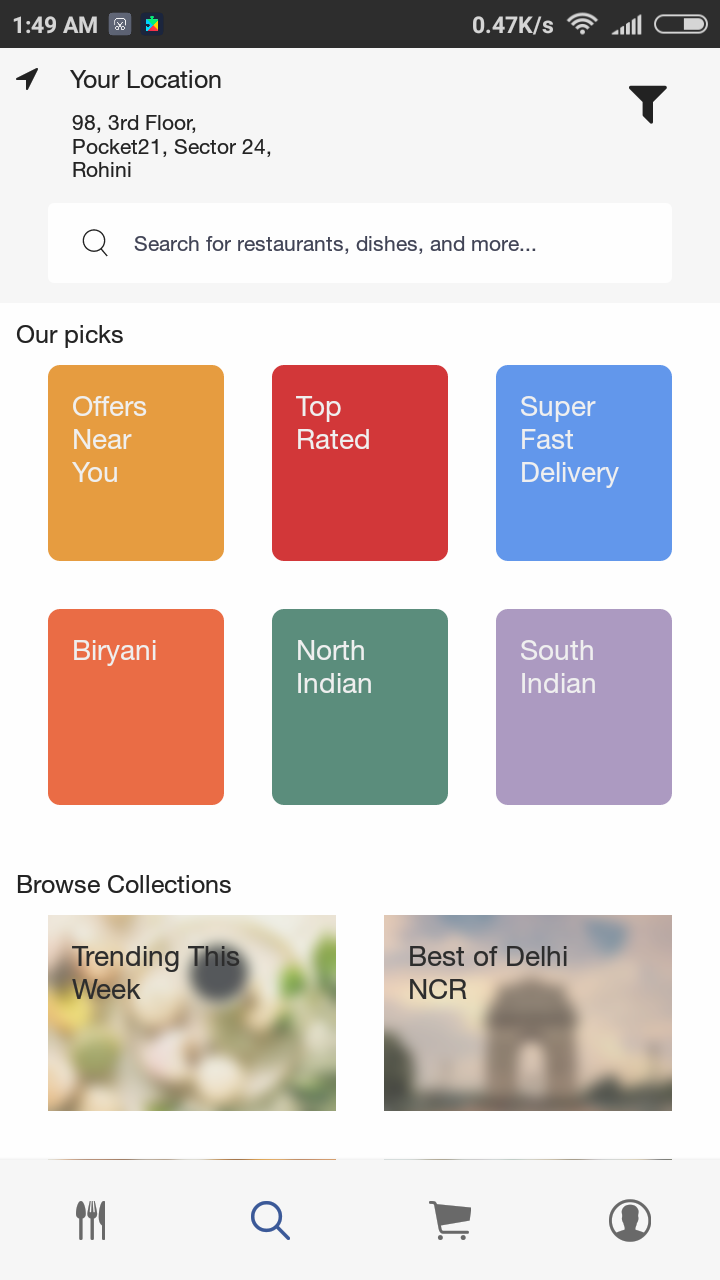 1:49 AM
0.47K/s
Your Location
98, 3rd Floor,
Pocket21, Sector 24,
Rohini
Search for restaurants, dishes, and more...
Our picks
Offers
Near
You
Top
Rated
Super
Fast
Delivery
Biryani
North
Indian
South
Indian
Browse Collections
Trending This
Week
Best of Delhi
NCR